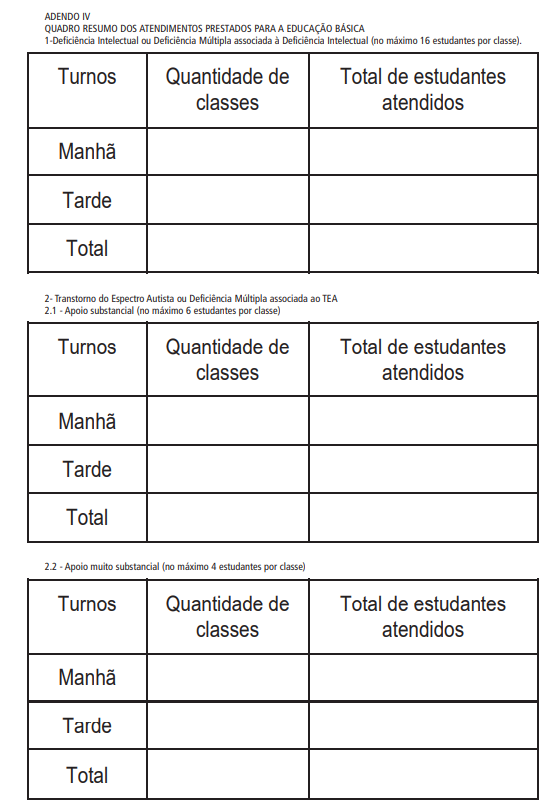 ADENDO IV
QUADRO RESUMO DOS ATENDIMENTOS PRESTADOS PARA A EDUCAÇÃO BÁSICA
1-Deficiência Intelectual ou Deficiência Múltipla associada à Deficiência Intelectual (no máximo 16 estudantes por classe).
Turnos Quantidade de classes Total de estudantes atendidos
Manhã
Tarde
Total
2- Transtorno do Espectro Autista ou Deficiência Múltipla associada ao TEA
2.1 - Apoio substancial (no máximo 6 estudantes por classe)
Turnos Quantidade de classes Total de estudantes atendidos
Manhã
Tarde
Total
2.2 - Apoio muito substancial (no máximo 4 estudantes por classe)
Turnos Quantidade de classes Total de estudantes atendidos
Manhã
Tarde
Total